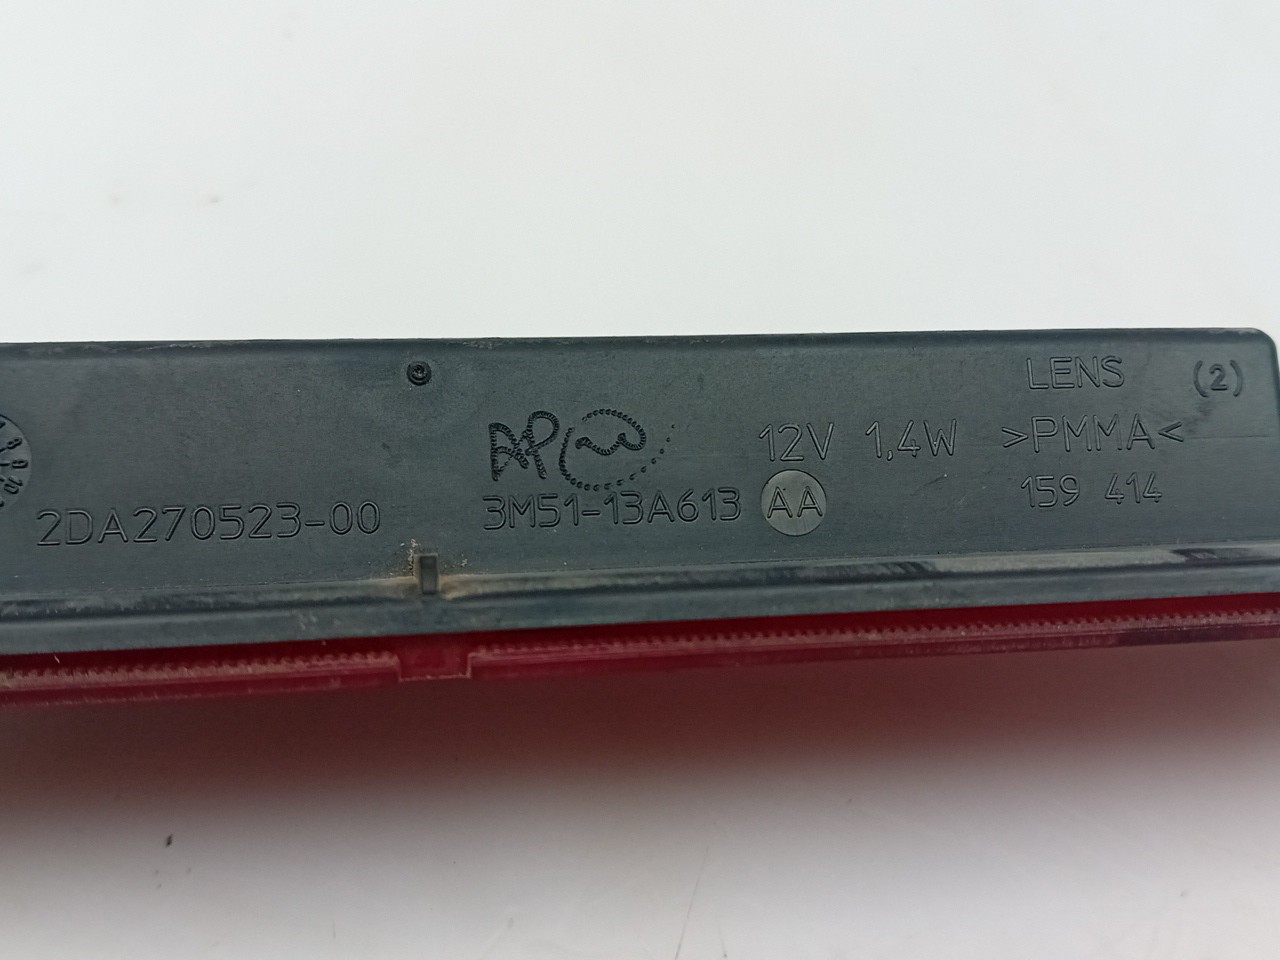 LENS (2)
12V 1,4W >PMMA<
2DA270523-00 3M51-13A613 AA 159 414